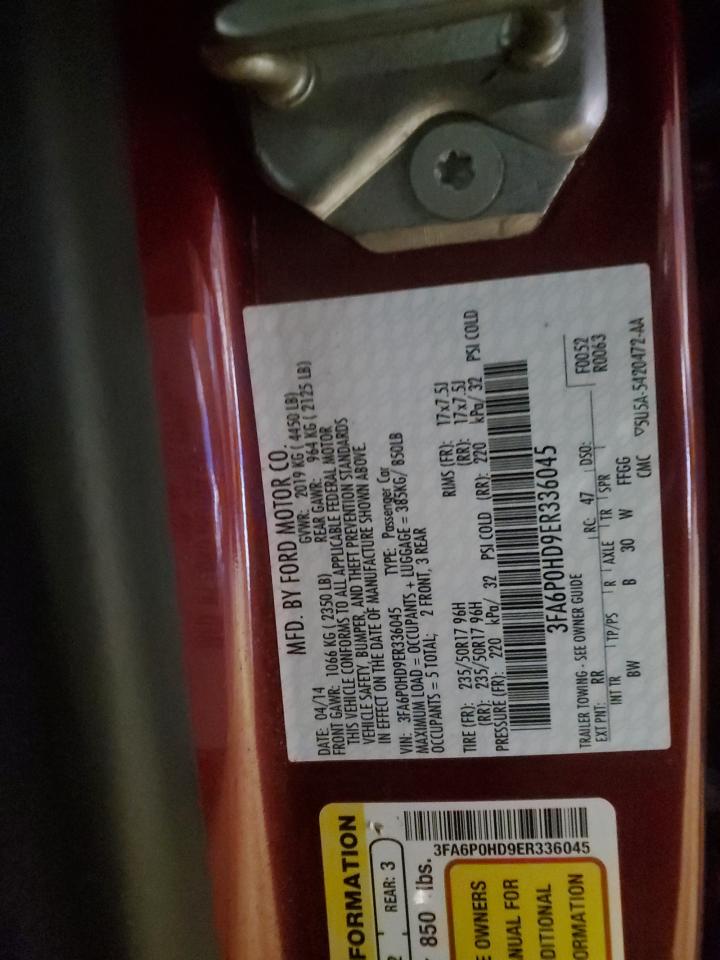 MFD. BY FORD MOTOR CO.
DATE: 04/14 GVWR: 2019 KG ( 4450 LB)
FRONT GAWR: 1066 KG ( 2350 LB) REAR GAWR: 964 KG ( 2125 LB)
THIS VEHICLE CONFORMS TO ALL APPLICABLE FEDERAL MOTOR
VEHICLE SAFETY, BUMPER, AND THEFT PREVENTION STANDARDS
IN EFFECT ON THE DATE OF MANUFACTURE SHOWN ABOVE.
VIN: 3FA6P0HD9ER336045 TYPE: Passenger Car
MAXIMUM LOAD = OCCUPANTS + LUGGAGE = 385KG/ 850LB
OCCUPANTS = 5 TOTAL; 2 FRONT, 3 REAR
TIRE (FR): 235/50R17 96H RIMS (FR): 17x7.5J
(RR): 235/50R17 96H (RR): 17x7.5J
PRESSURE (FR): 220 kPa/ 32 PSI COLD (RR): 220 kPa/ 32 PSI COLD
3FA6P0HD9ER336045
TRAILER TOWING - SEE OWNER GUIDE
EXT PNT: RR RC: 47 DSO: F0052
R0063
INT TR TP/PS R AXLE TR SPR
BW B 30 W FFGG
CMC ▽5U5A-5420472-AA
FORMATION
REAR: 3
2
850 lbs.
3FA6P0HD9ER336045
E OWNERS
NUAL FOR
DITIONAL
ORMATION